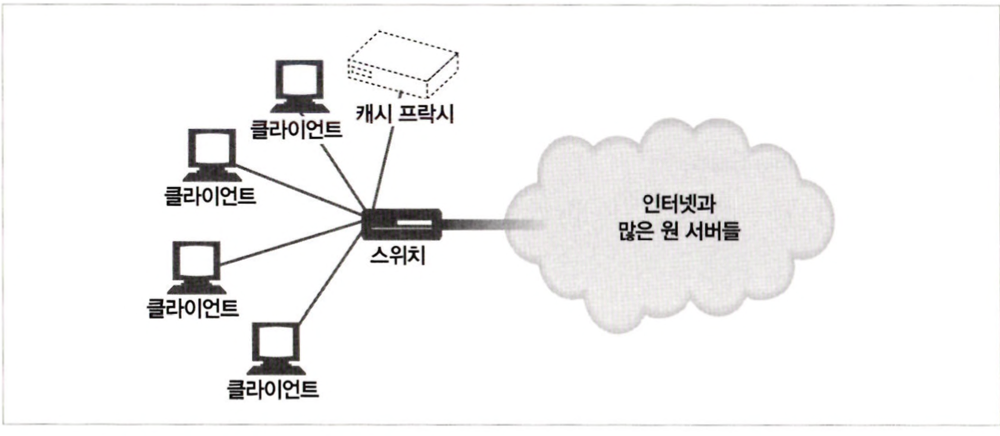 클라이언트
캐시 프락시
클라이언트
스위치
인터넷과
많은 원 서버들
클라이언트
클라이언트